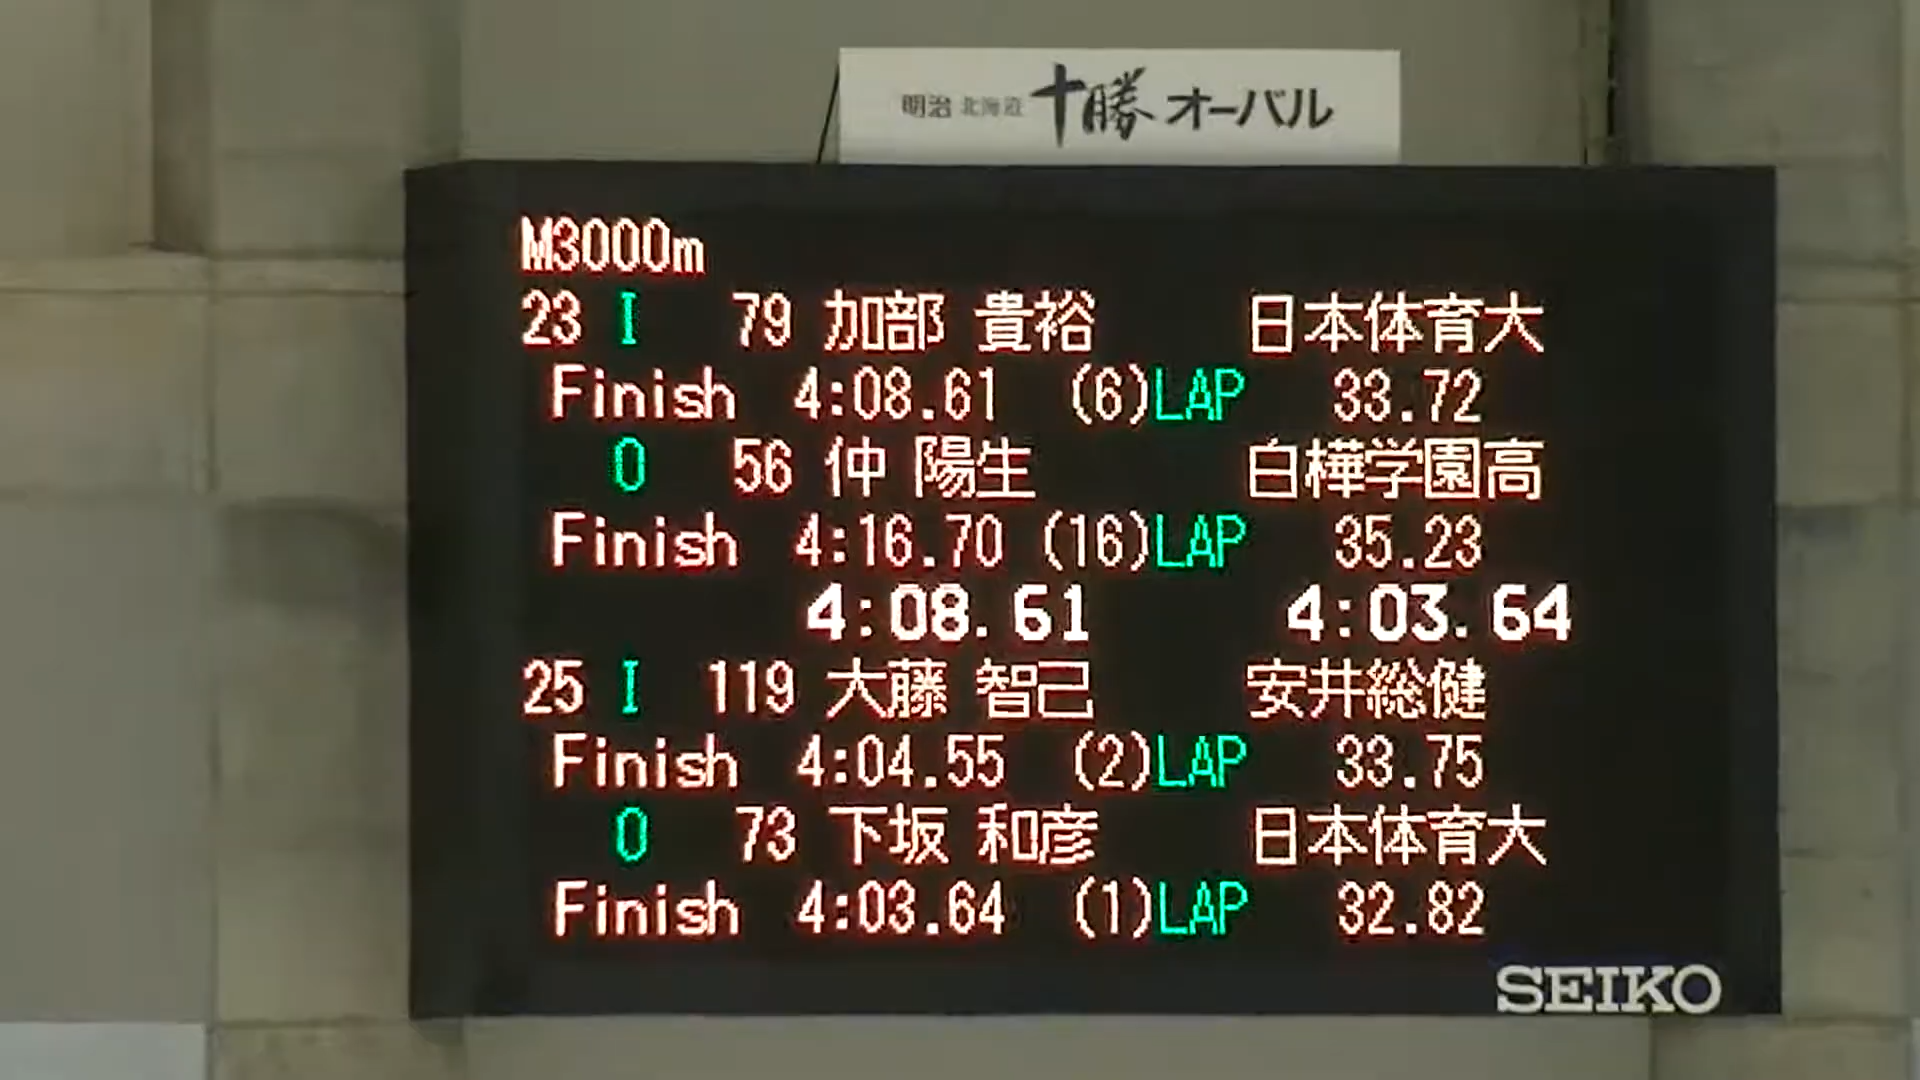 明治 北海道 十勝 オーバル
M3000m
23 I 79 加部 貴裕 日本体育大
Finish 4:08.61 (6)LAP 33.72
O 56 仲 陽生 白樺学園高
Finish 4:16.70 (16)LAP 35.23
4:08.61 4:03.64
25 I 119 大藤 智己 安井総健
Finish 4:04.55 (2)LAP 33.75
O 73 下坂 和彦 日本体育大
Finish 4:03.64 (1)LAP 32.82
SEIKO